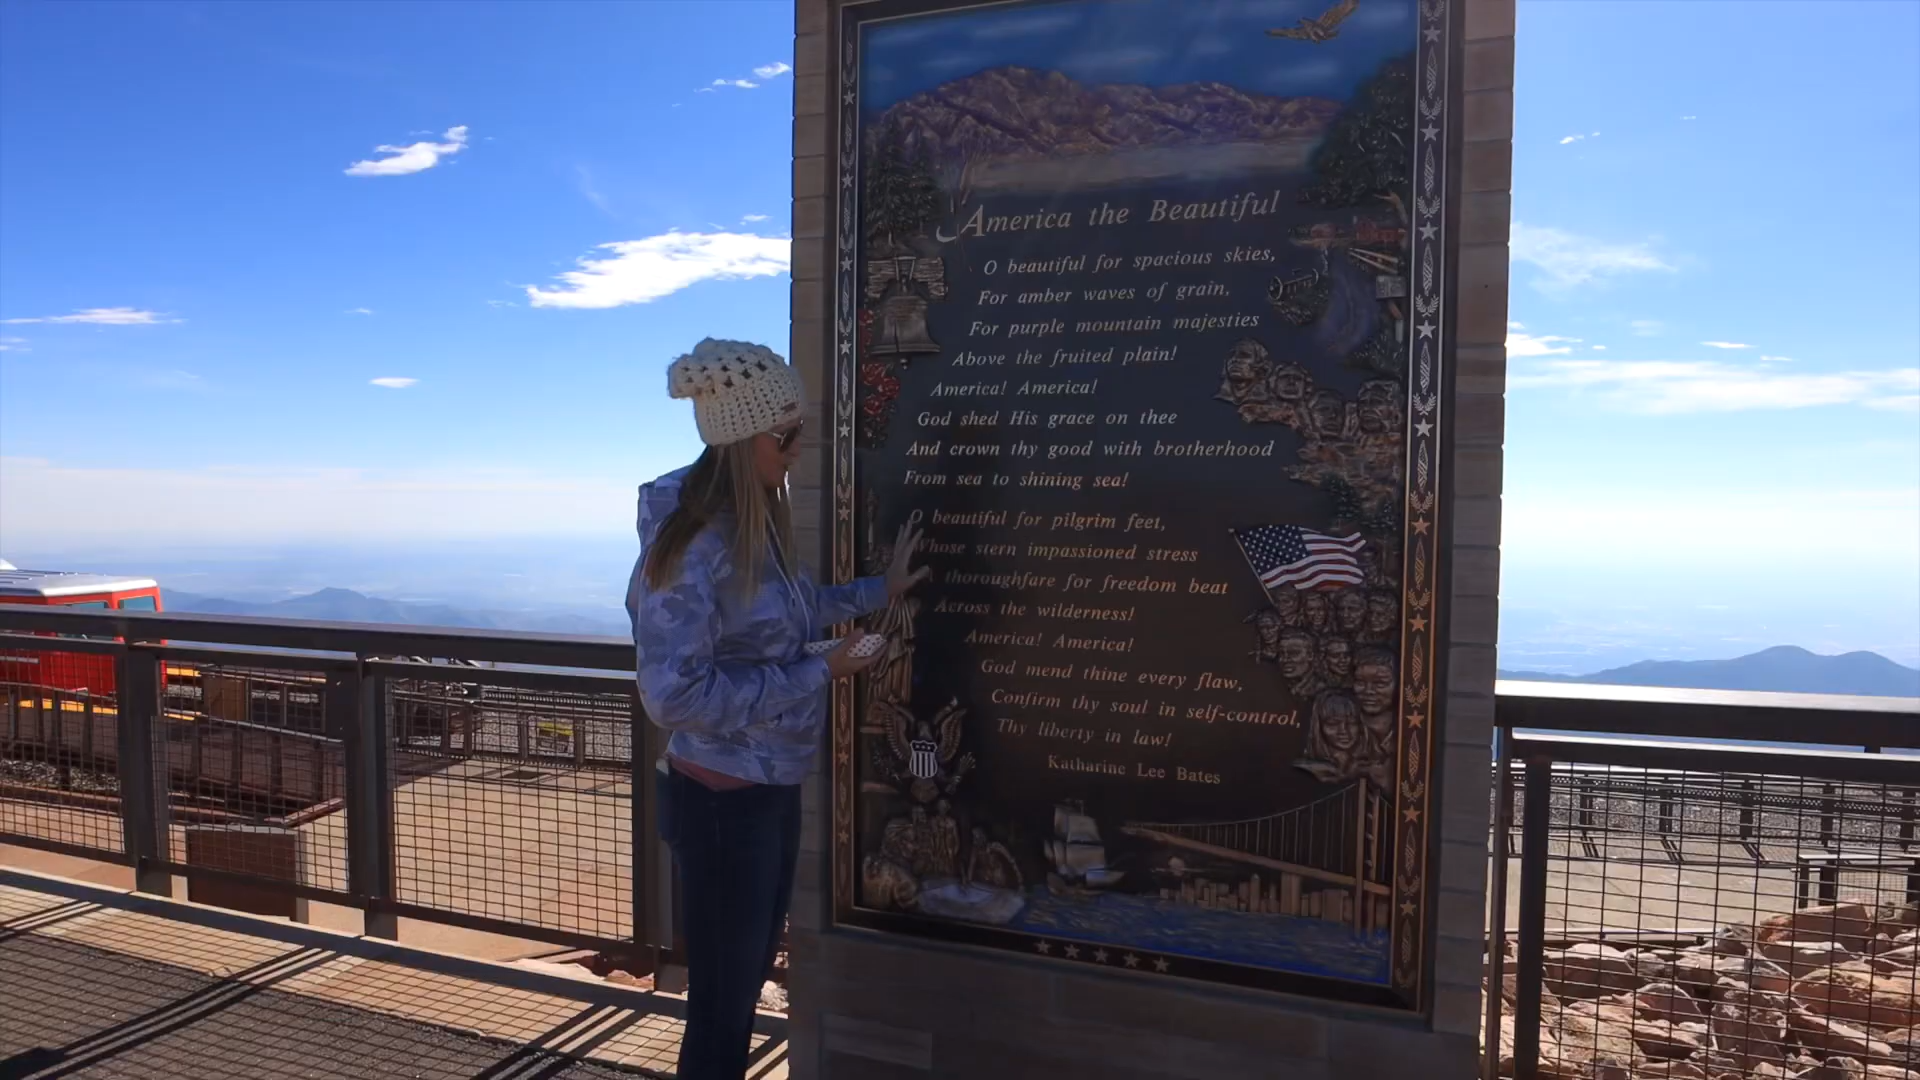 America the Beautiful
O beautiful for spacious skies,
For amber waves of grain,
For purple mountain majesties
Above the fruited plain!
America! America!
God shed His grace on thee
And crown thy good with brotherhood
From sea to shining sea!
O beautiful for pilgrim feet,
Whose stern impassioned stress
A thoroughfare for freedom beat
Across the wilderness!
America! America!
God mend thine every flaw,
Confirm thy soul in self-control,
Thy liberty in law!
Katharine Lee Bates